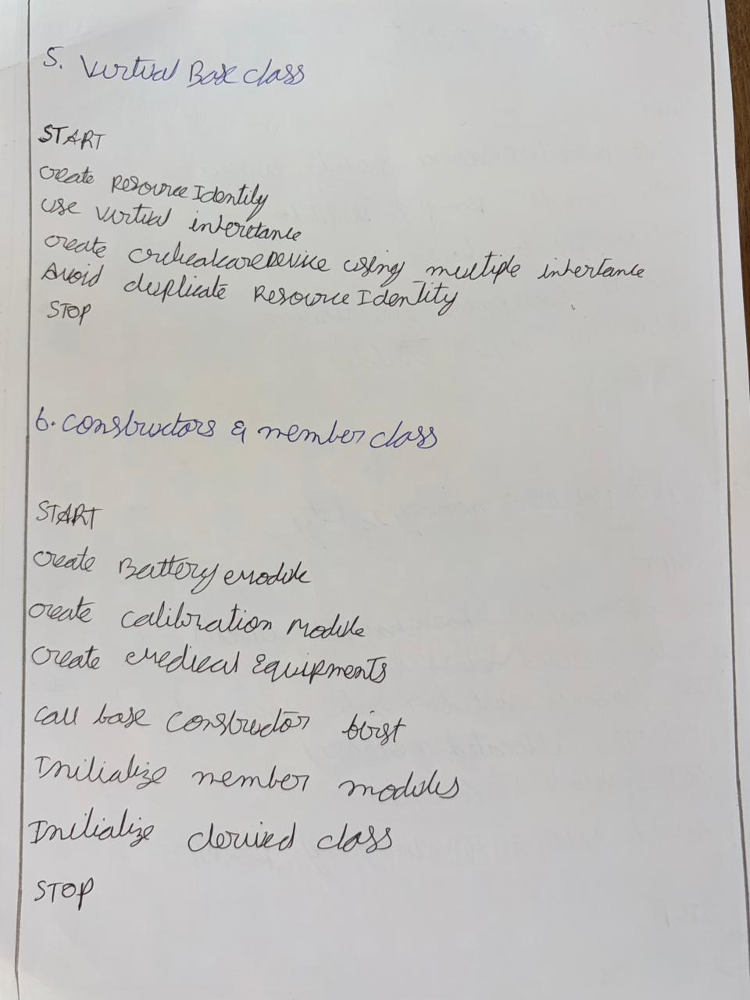 5. Virtual Base class
START
create ResourceIdentity
use virtual inheretance
create criticalcareDevice using multiple inhertance
Avoid duplicate ResourceIdentity
STOP
6. constructors & member class
START
create Battery module
create calibration Module
create Medical Equipments
call base constructor first
Initialize member modules
Initialize derived class
STOP